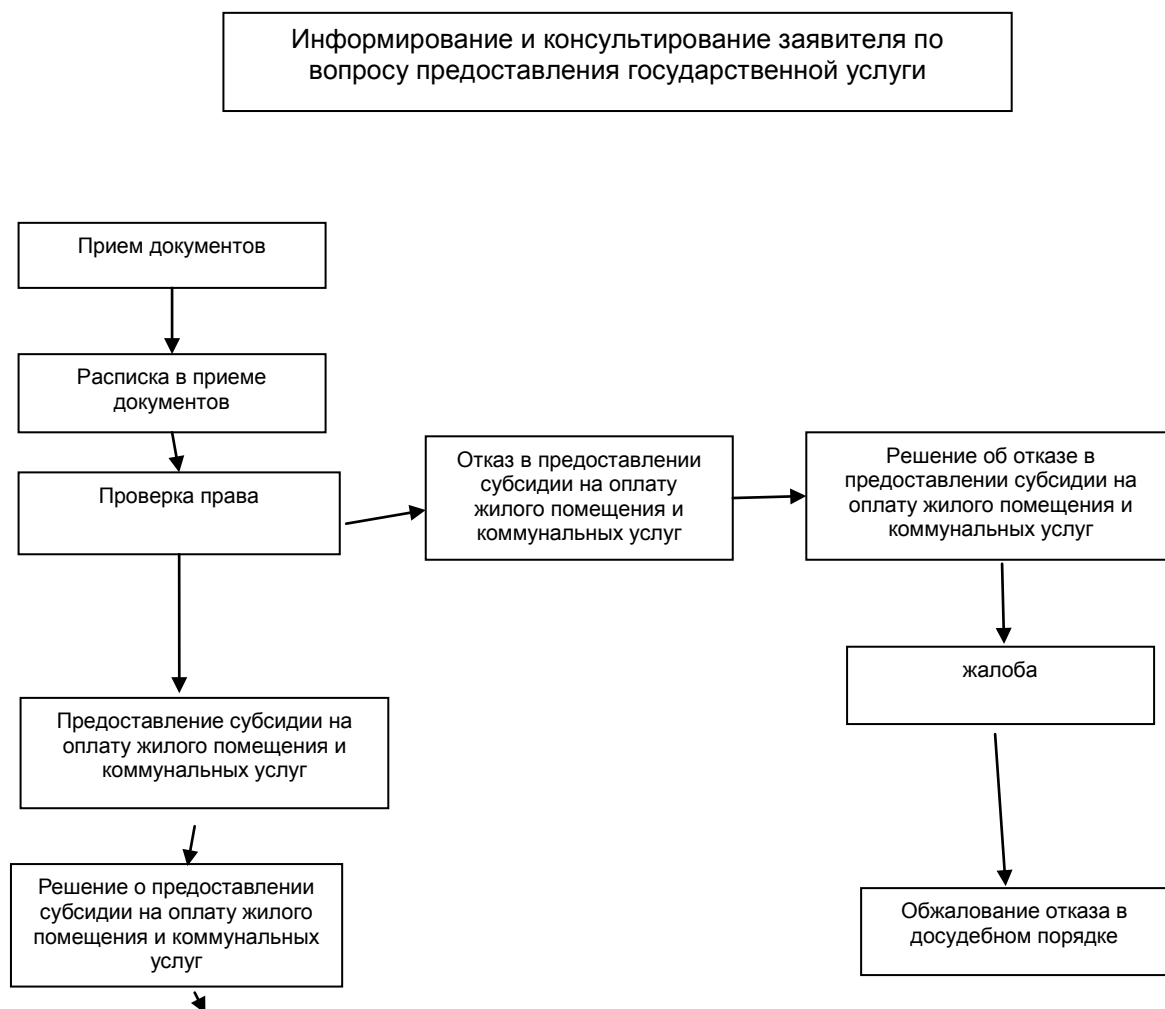 Информирование и консультирование заявителя по
вопросу предоставления государственной услуги
Прием документов
Расписка в приеме
документов
Проверка права
Отказ в предоставлении
субсидии на оплату
жилого помещения и
коммунальных услуг
Решение об отказе в
предоставлении субсидии на
оплату жилого помещения и
коммунальных услуг
жалоба
Предоставление субсидии на
оплату жилого помещения и
коммунальных услуг
Решение о предоставлении
субсидии на оплату жилого
помещения и коммунальных
услуг
Обжалование отказа в
досудебном порядке